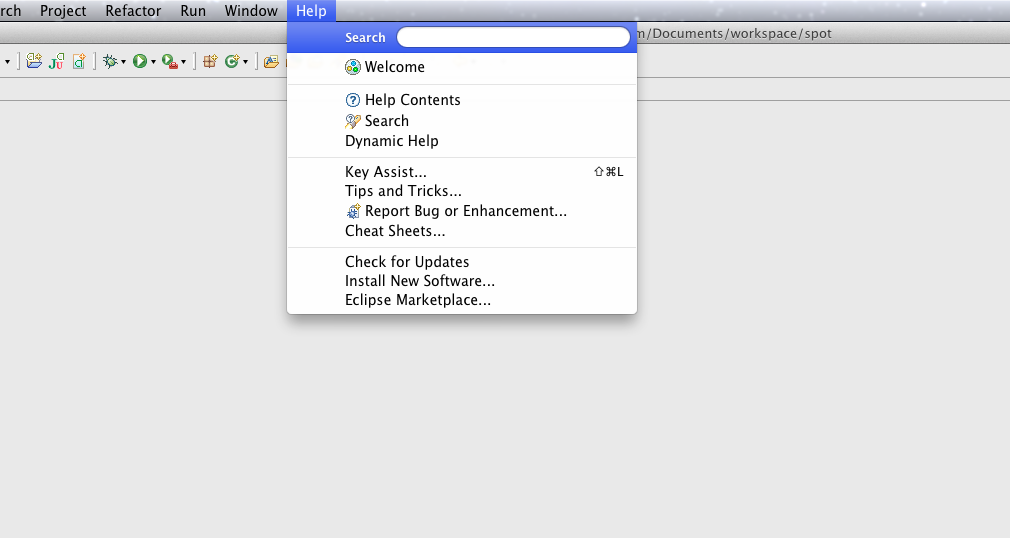 rch Project Refactor Run Window Help
m/Documents/workspace/spot
Search
Welcome
Help Contents
Search
Dynamic Help
Key Assist... ⇧⌘L
Tips and Tricks...
Report Bug or Enhancement...
Cheat Sheets...
Check for Updates
Install New Software...
Eclipse Marketplace...